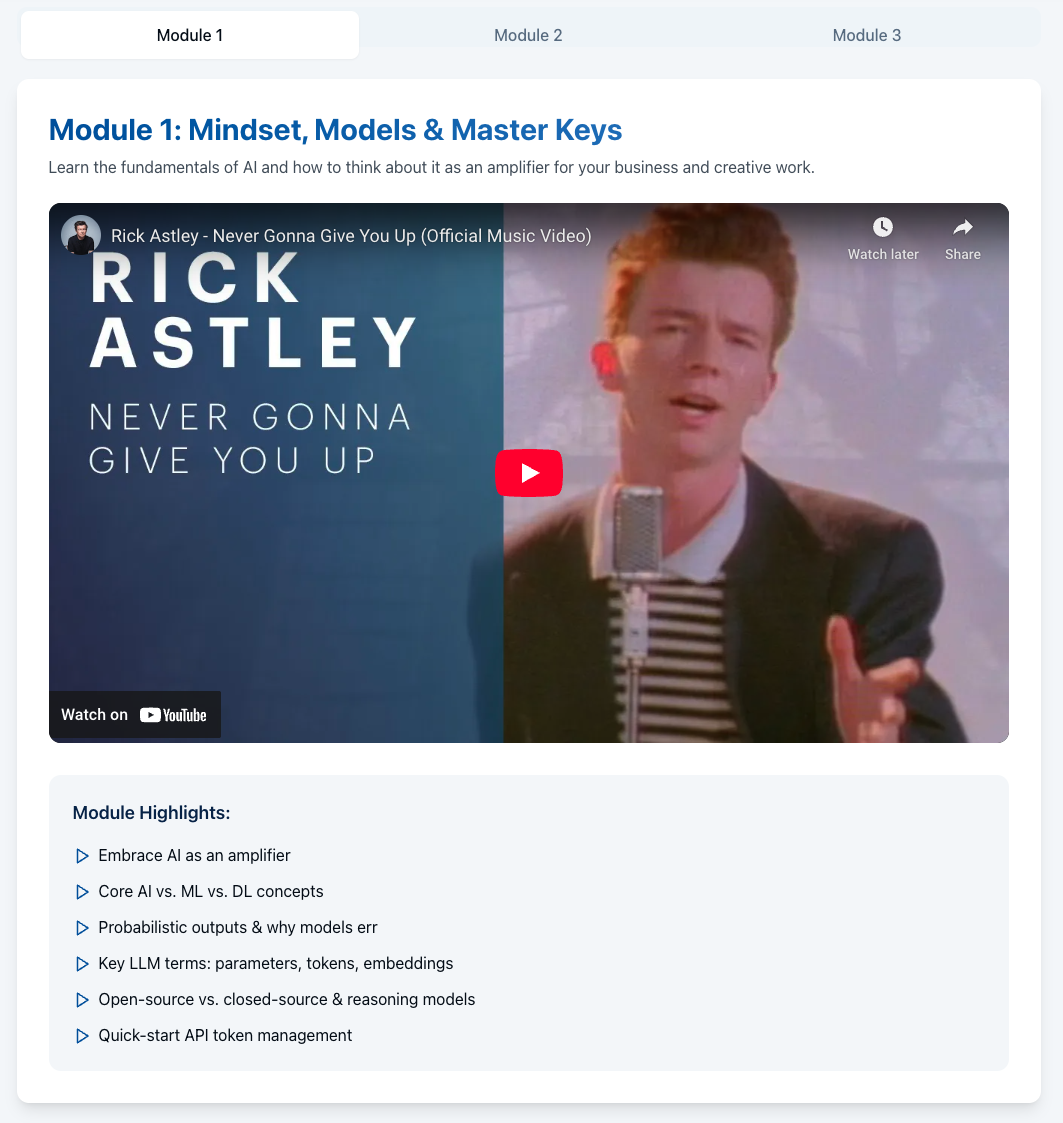 Module 1
Module 2
Module 3
Module 1: Mindset, Models & Master Keys
Learn the fundamentals of AI and how to think about it as an amplifier for your business and creative work.
Rick Astley - Never Gonna Give You Up (Official Music Video)
Watch later
Share
RICK
ASTLEY
NEVER GONNA
GIVE YOU UP
Watch on YouTube
Module Highlights:
Embrace AI as an amplifier
Core AI vs. ML vs. DL concepts
Probabilistic outputs & why models err
Key LLM terms: parameters, tokens, embeddings
Open-source vs. closed-source & reasoning models
Quick-start API token management